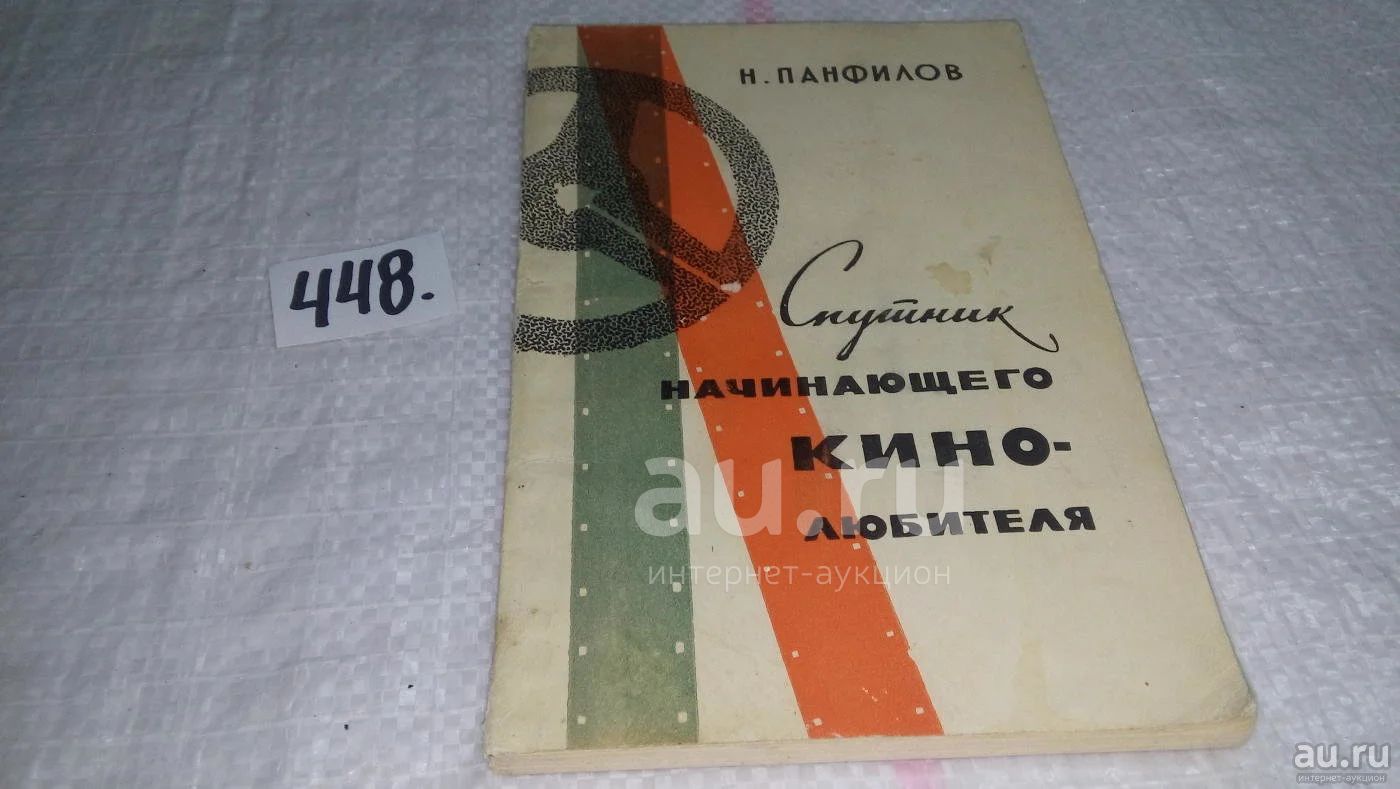 Н. ПАНФИЛОВ
448.
Спутник
НАЧИНАЮЩЕГО
КИНО-
ЛЮБИТЕЛЯ
au.ru
интернет-аукцион
au.ru
интернет-аукцион